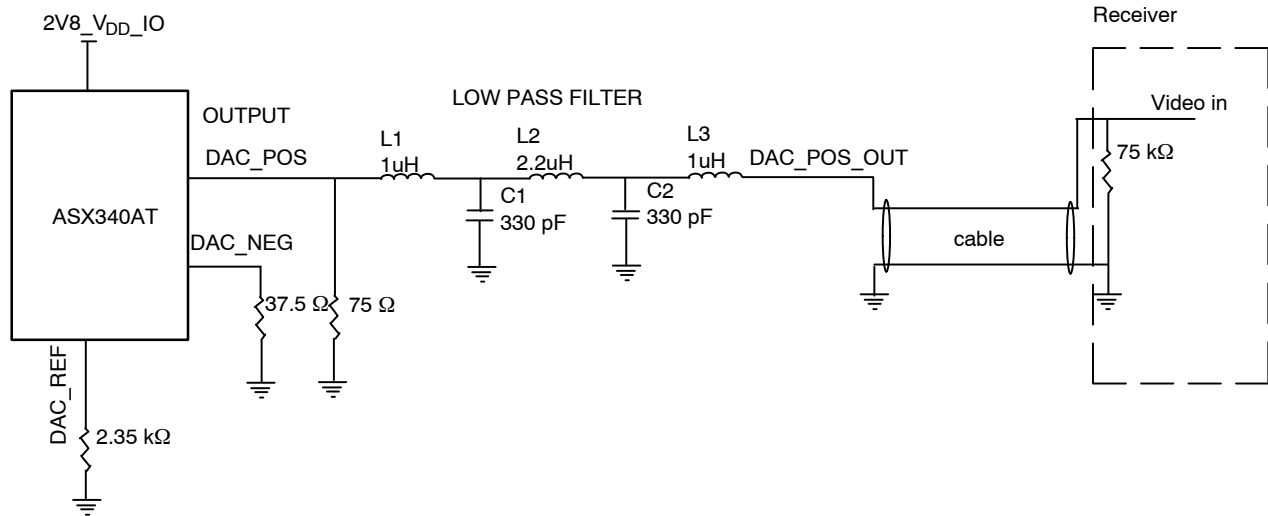 2V8_VDD_IO
Receiver
OUTPUT
LOW PASS FILTER
Video in
DAC_POS
L1
1uH
L2
2.2uH
L3
1uH
DAC_POS_OUT
75 kΩ
C1
330 pF
C2
330 pF
ASX340AT
DAC_NEG
cable
37.5 Ω
75 Ω
DAC_REF
2.35 kΩ